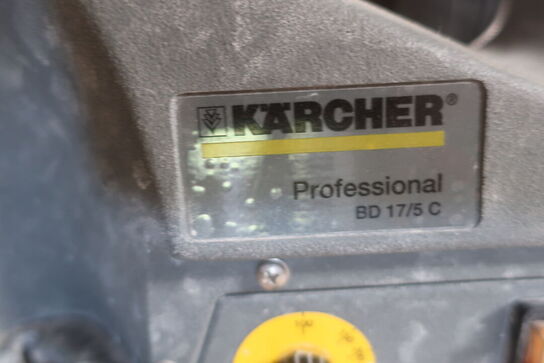 KÄRCHER®
Professional
BD 17/5 C